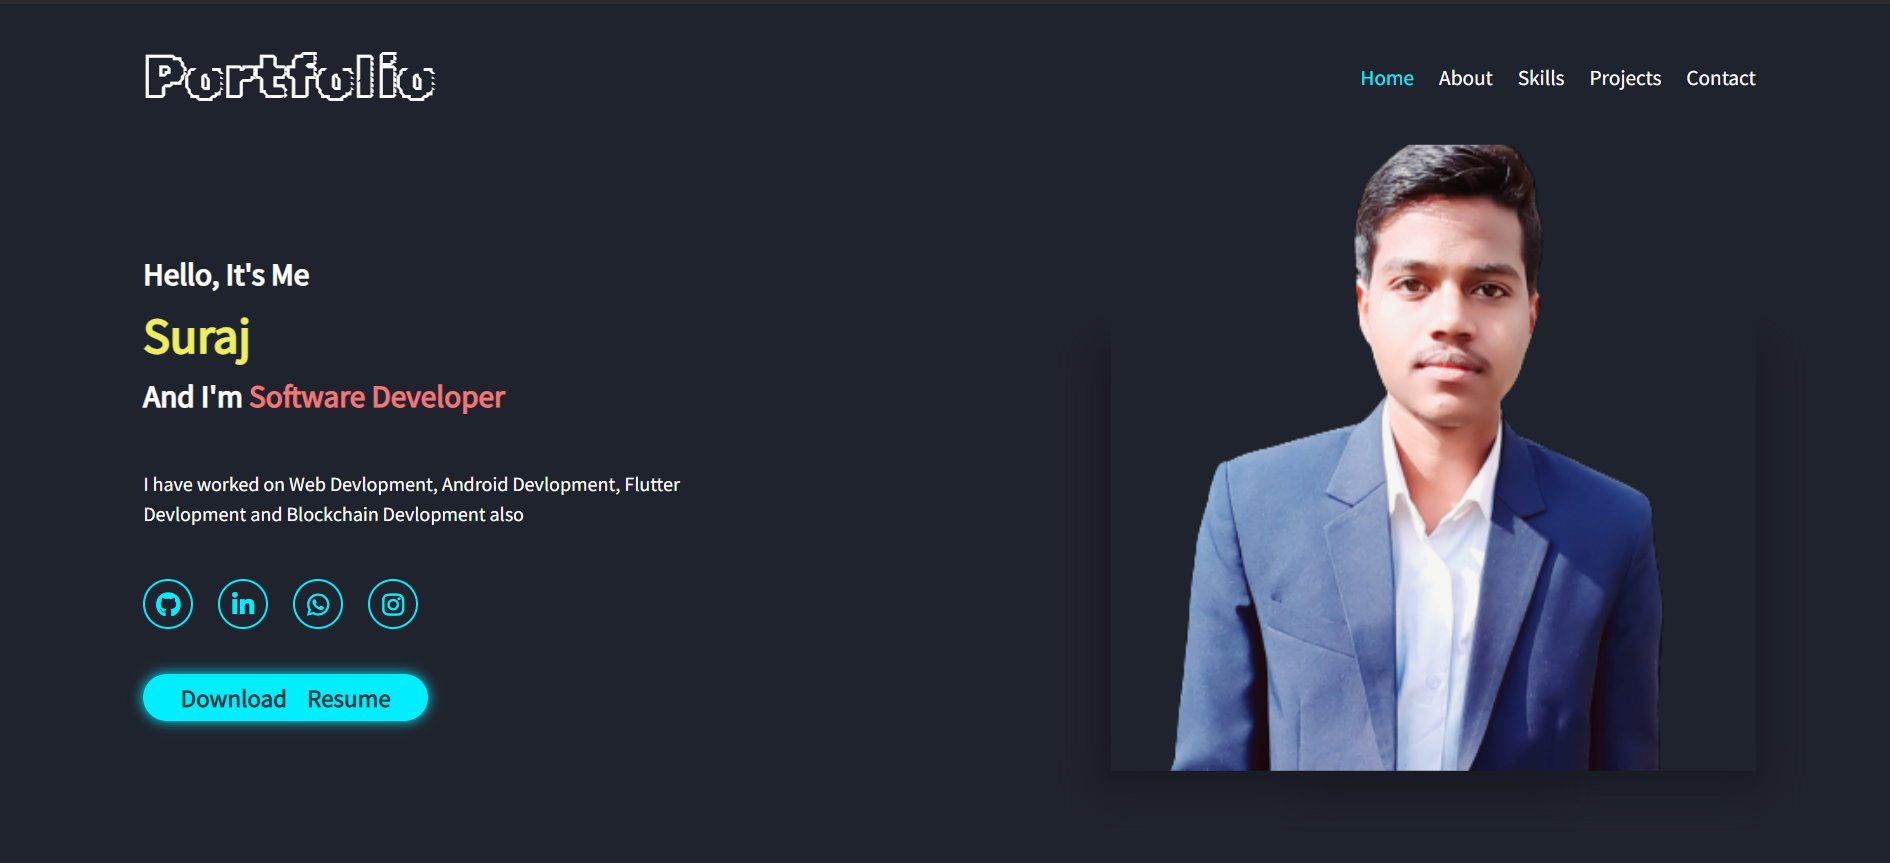 Portfolio
Home About Skills Projects Contact
Hello, It's Me
Suraj
And I'm Software Developer
I have worked on Web Devlopment, Android Devlopment, Flutter
Devlopment and Blockchain Devlopment also
in
Download Resume